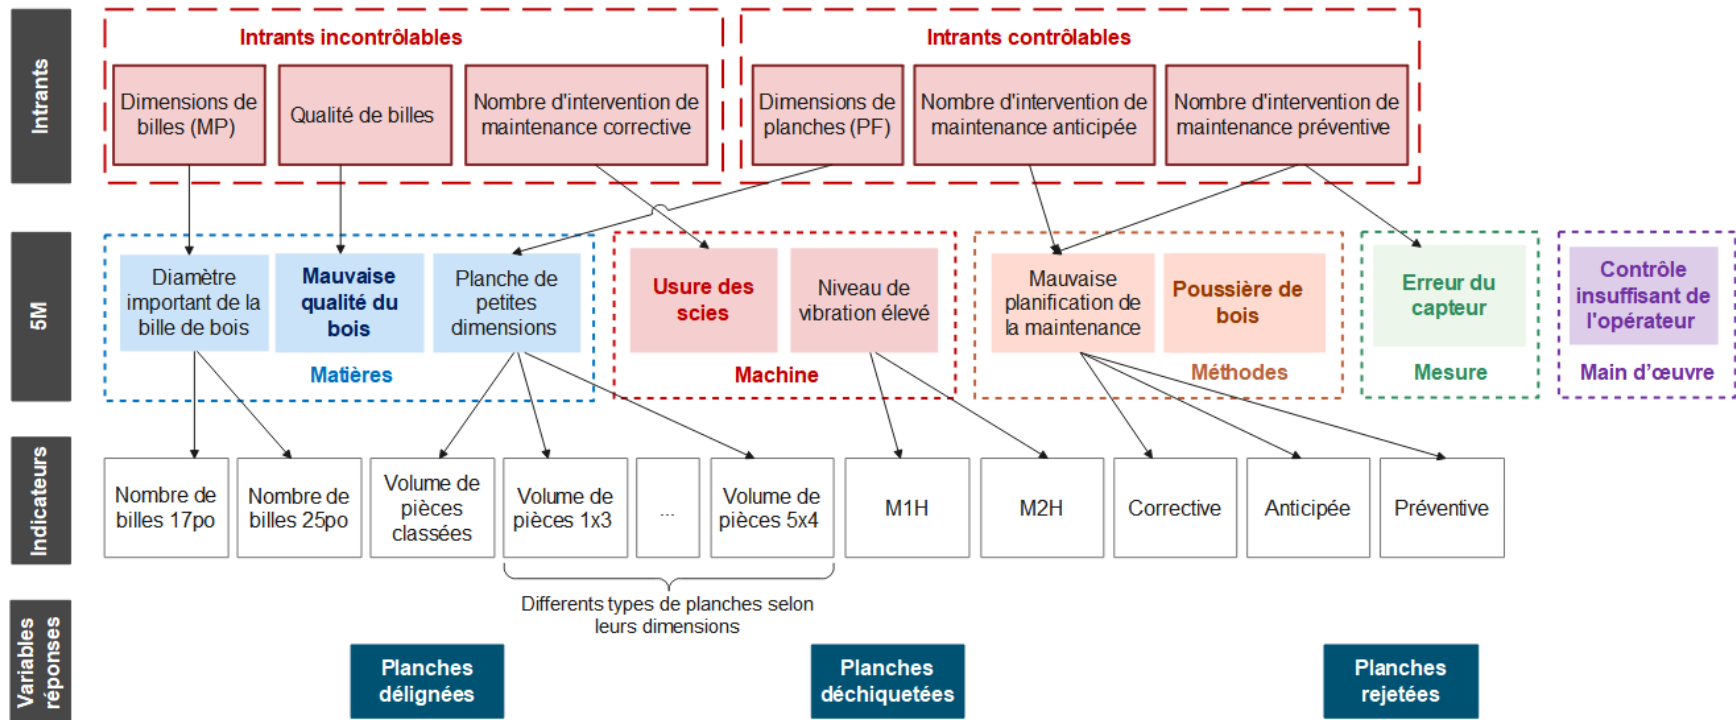 Intrants
Intrants incontrôlables
Intrants contrôlables
Dimensions de
billes (MP)
Qualité de billes
Nombre d'intervention de
maintenance corrective
Dimensions de
planches (PF)
Nombre d'intervention de
maintenance anticipée
Nombre d'intervention de
maintenance préventive
5M
Diamètre
important de la
bille de bois
Mauvaise
qualité du
bois
Planche de
petites
dimensions
Matières
Usure des
scies
Niveau de
vibration élevé
Machine
Mauvaise
planification de
la maintenance
Poussière de
bois
Méthodes
Erreur du
capteur
Mesure
Contrôle
insuffisant de
l'opérateur
Main d'œuvre
Indicateurs
Nombre de
billes 17po
Nombre de
billes 25po
Volume de
pièces
classées
Volume de
pièces 1x3
...
Volume de
pièces 5x4
M1H
M2H
Corrective
Anticipée
Préventive
Differents types de planches selon
leurs dimensions
Variables
réponses
Planches
délignées
Planches
déchiquetées
Planches
rejetées